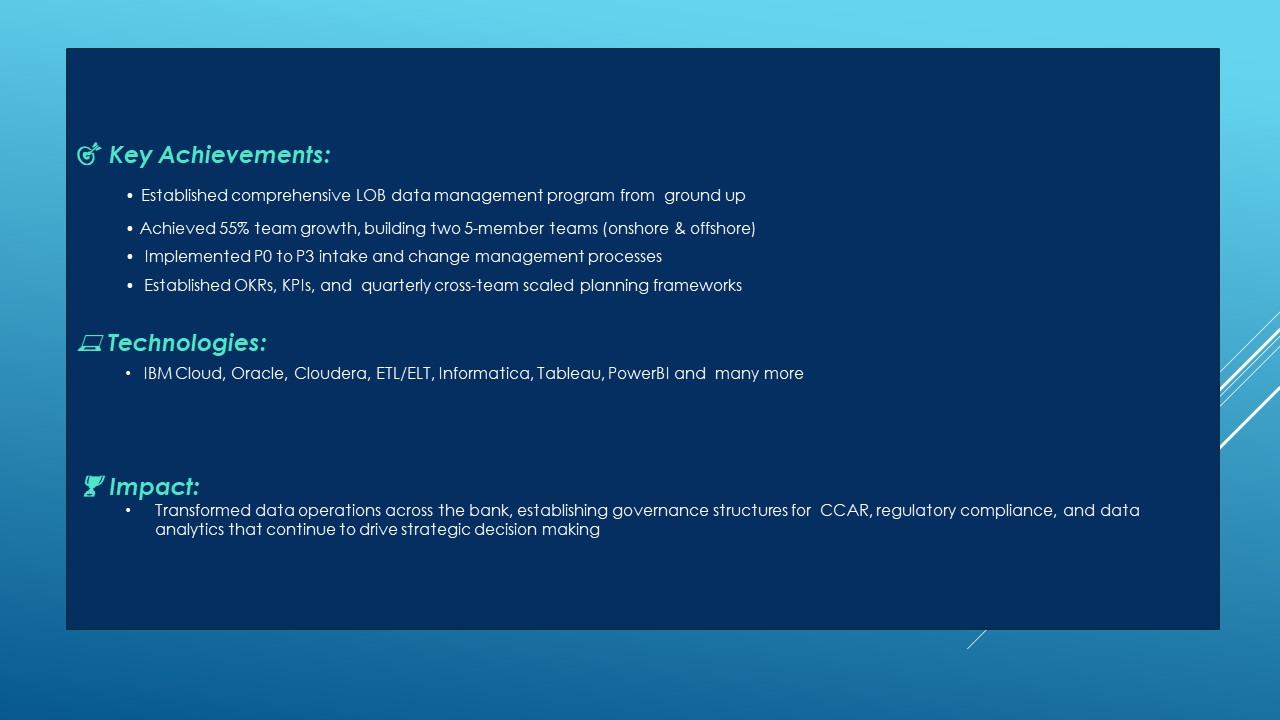 Key Achievements:
• Established comprehensive LOB data management program from ground up
• Achieved 55% team growth, building two 5-member teams (onshore & offshore)
• Implemented P0 to P3 intake and change management processes
• Established OKRs, KPIs, and quarterly cross-team scaled planning frameworks
Technologies:
• IBM Cloud, Oracle, Cloudera, ETL/ELT, Informatica, Tableau, PowerBI and many more
Impact:
• Transformed data operations across the bank, establishing governance structures for CCAR, regulatory compliance, and data
analytics that continue to drive strategic decision making